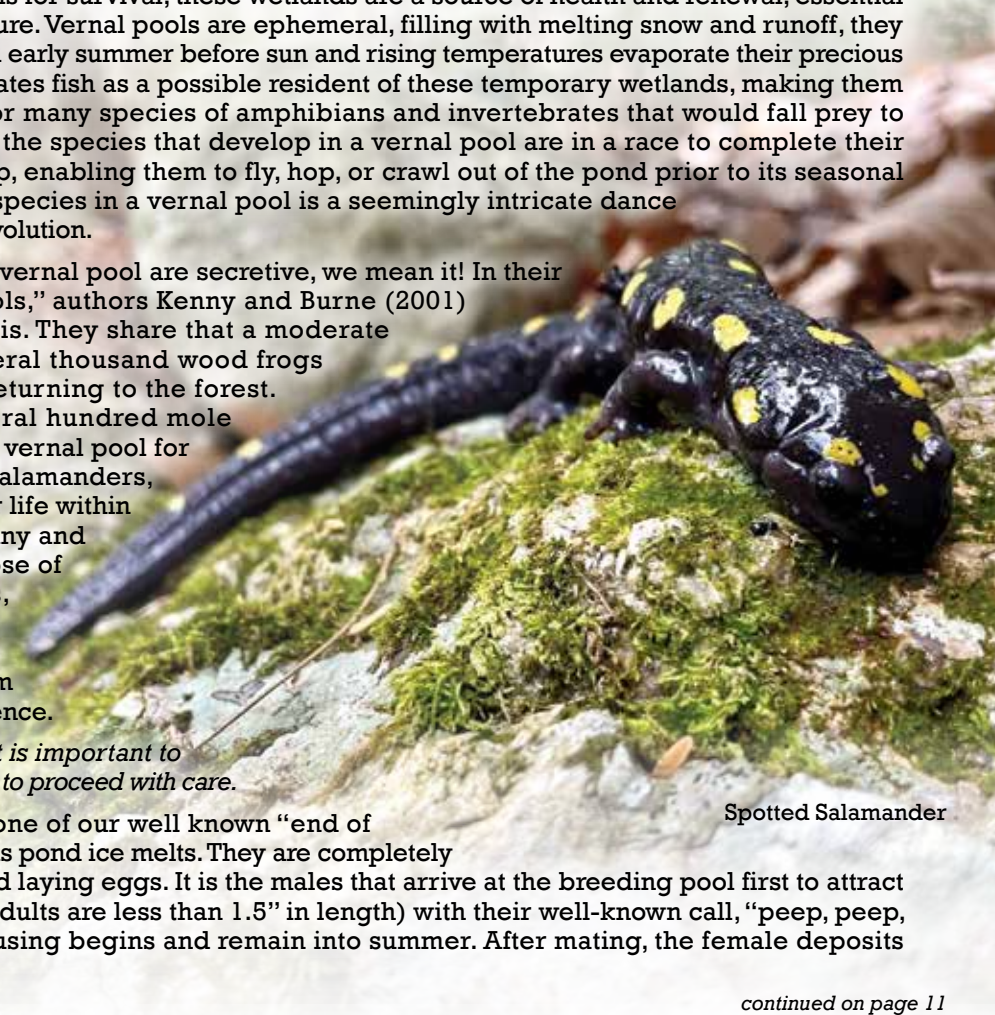 for survival, these wetlands are a source of health and renewal, essential
ure. Vernal pools are ephemeral, filling with melting snow and runoff, they
early summer before sun and rising temperatures evaporate their precious
ates fish as a possible resident of these temporary wetlands, making them
or many species of amphibians and invertebrates that would fall prey to
the species that develop in a vernal pool are in a race to complete their
p, enabling them to fly, hop, or crawl out of the pond prior to its seasonal
species in a vernal pool is a seemingly intricate dance
volution.
vernal pool are secretive, we mean it! In their
ols,” authors Kenny and Burne (2001)
is. They share that a moderate
eral thousand wood frogs
eturning to the forest.
ral hundred mole
vernal pool for
alamanders,
life within
ny and
se of
,
m
ence.
t is important to
to proceed with care.
one of our well known “end of
s pond ice melts. They are completely
d laying eggs. It is the males that arrive at the breeding pool first to attract
dults are less than 1.5” in length) with their well-known call, “peep, peep,
using begins and remain into summer. After mating, the female deposits
Spotted Salamander
continued on page 11